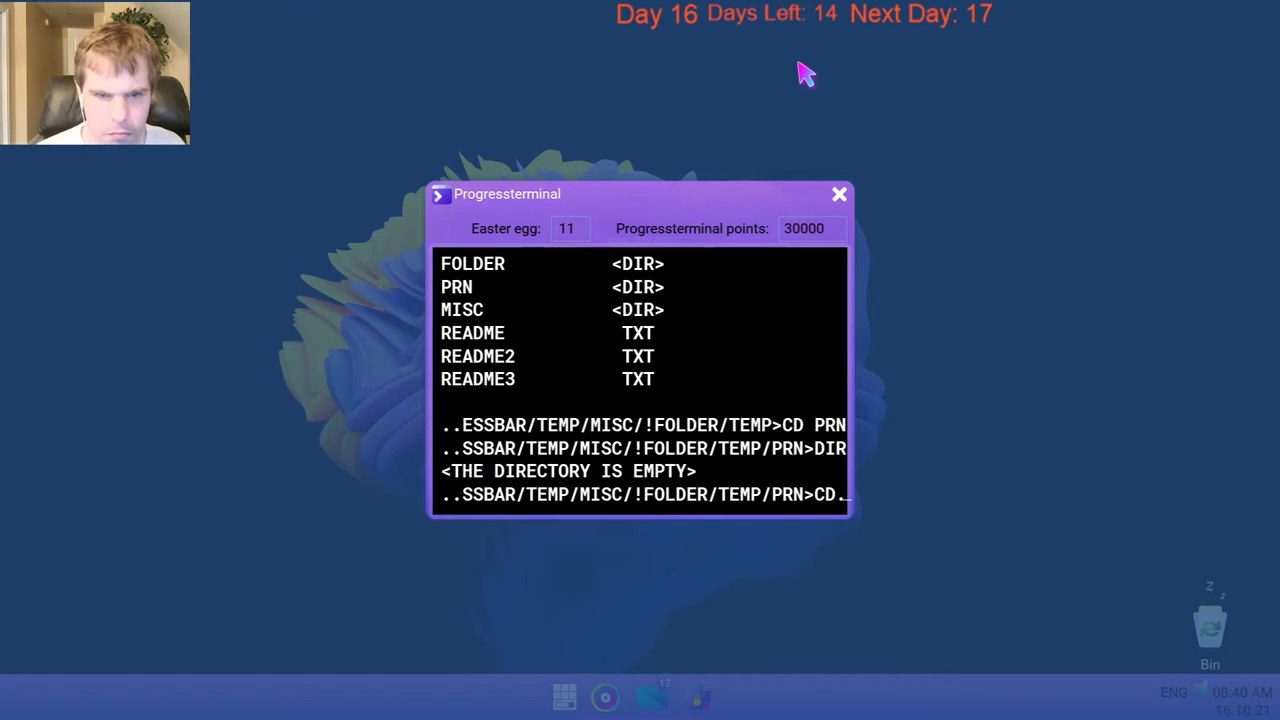 Day 16 Days Left: 14 Next Day: 17
Progressterminal
Easter egg: 11 Progressterminal points: 30000
FOLDER <DIR>
PRN <DIR>
MISC <DIR>
README TXT
README2 TXT
README3 TXT
..ESSBAR/TEMP/MISC/!FOLDER/TEMP>CD PRN
..SSBAR/TEMP/MISC/!FOLDER/TEMP/PRN>DIR
<THE DIRECTORY IS EMPTY>
..SSBAR/TEMP/MISC/!FOLDER/TEMP/PRN>CD._
z
z
Bin
12
ENG 08:40 AM
16.10.21